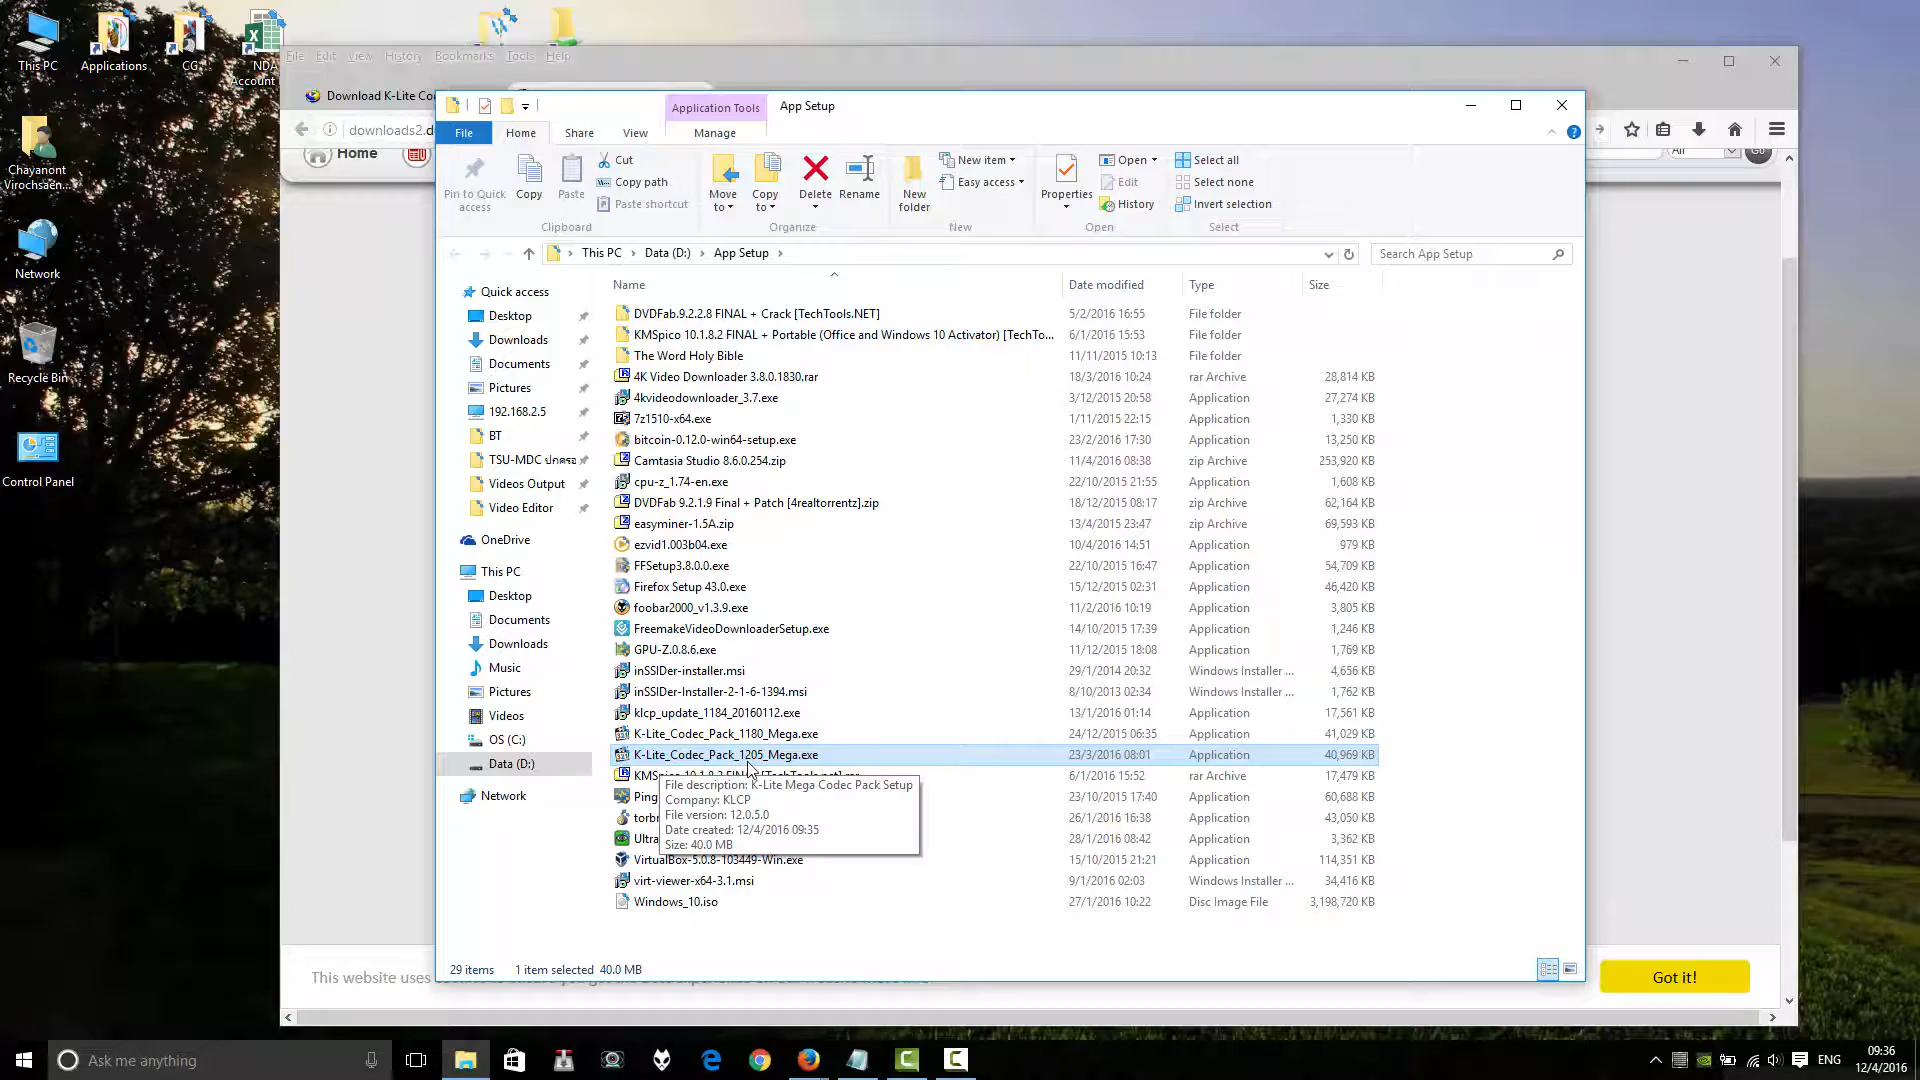 This PC
Applications
CG
NDA
Account
Chayanont
Virochsaen...
Network
Recycle Bin
Control Panel
File Edit View History Bookmarks Tools Help
Download K-Lite Co
downloads2.d
Home
All
Go
Application Tools
App Setup
File
Home
Share
View
Manage
Pin to Quick
access
Copy
Paste
Cut
Copy path
Paste shortcut
Clipboard
Move
to
Copy
to
Delete
Rename
Organize
New
folder
New item
Easy access
New
Properties
Open
Edit
History
Open
Select all
Select none
Invert selection
Select
This PC > Data (D:) > App Setup >
Search App Setup
Quick access
Desktop
Downloads
Documents
Pictures
192.168.2.5
BT
TSU-MDC ปกครอ
Videos Output
Video Editor
OneDrive
This PC
Desktop
Documents
Downloads
Music
Pictures
Videos
OS (C:)
Data (D:)
Network
Name Date modified Type Size
DVDFab.9.2.2.8 FINAL + Crack [TechTools.NET] 5/2/2016 16:55 File folder
KMSpico 10.1.8.2 FINAL + Portable (Office and Windows 10 Activator) [TechTo... 6/1/2016 15:53 File folder
The Word Holy Bible 11/11/2015 10:13 File folder
4K Video Downloader 3.8.0.1830.rar 18/3/2016 10:24 rar Archive 28,814 KB
4kvideodownloader_3.7.exe 3/12/2015 20:58 Application 27,274 KB
7z1510-x64.exe 1/11/2015 22:15 Application 1,330 KB
bitcoin-0.12.0-win64-setup.exe 23/2/2016 17:30 Application 13,250 KB
Camtasia Studio 8.6.0.254.zip 11/4/2016 08:38 zip Archive 253,920 KB
cpu-z_1.74-en.exe 22/10/2015 21:55 Application 1,608 KB
DVDFab 9.2.1.9 Final + Patch [4realtorrentz].zip 18/12/2015 08:17 zip Archive 62,164 KB
easyminer-1.5A.zip 13/4/2015 23:47 zip Archive 69,593 KB
ezvid1.003b04.exe 10/4/2016 14:51 Application 979 KB
FFSetup3.8.0.0.exe 22/10/2015 16:47 Application 54,709 KB
Firefox Setup 43.0.exe 15/12/2015 02:31 Application 46,420 KB
foobar2000_v1.3.9.exe 11/2/2016 10:19 Application 3,805 KB
FreemakeVideoDownloaderSetup.exe 14/10/2015 17:39 Application 1,246 KB
GPU-Z.0.8.6.exe 11/12/2015 18:08 Application 1,769 KB
inSSIDer-installer.msi 29/1/2014 20:32 Windows Installer ... 4,656 KB
inSSIDer-Installer-2-1-6-1394.msi 8/10/2013 02:34 Windows Installer ... 1,762 KB
klcp_update_1184_20160112.exe 13/1/2016 01:14 Application 17,561 KB
K-Lite_Codec_Pack_1180_Mega.exe 24/12/2015 06:35 Application 41,029 KB
K-Lite_Codec_Pack_1205_Mega.exe 23/3/2016 08:01 Application 40,969 KB
KMSpico 10.1.8.2 FINAL [TechTools.net].rar 6/1/2016 15:52 rar Archive 17,479 KB
Ping 23/10/2015 17:40 Application 60,688 KB
torbr 26/1/2016 16:38 Application 43,050 KB
Ultra 28/1/2016 08:42 Application 3,362 KB
VirtualBox-5.0.8-103449-Win.exe 15/10/2015 21:21 Application 114,351 KB
virt-viewer-x64-3.1.msi 9/1/2016 02:03 Windows Installer ... 34,416 KB
Windows_10.iso 27/1/2016 10:22 Disc Image File 3,198,720 KB
File description: K-Lite Mega Codec Pack Setup
Company: KLCP
File version: 12.0.5.0
Date created: 12/4/2016 09:35
Size: 40.0 MB
29 items 1 item selected 40.0 MB
This website uses
Got it!
Ask me anything
ENG
09:36
12/4/2016